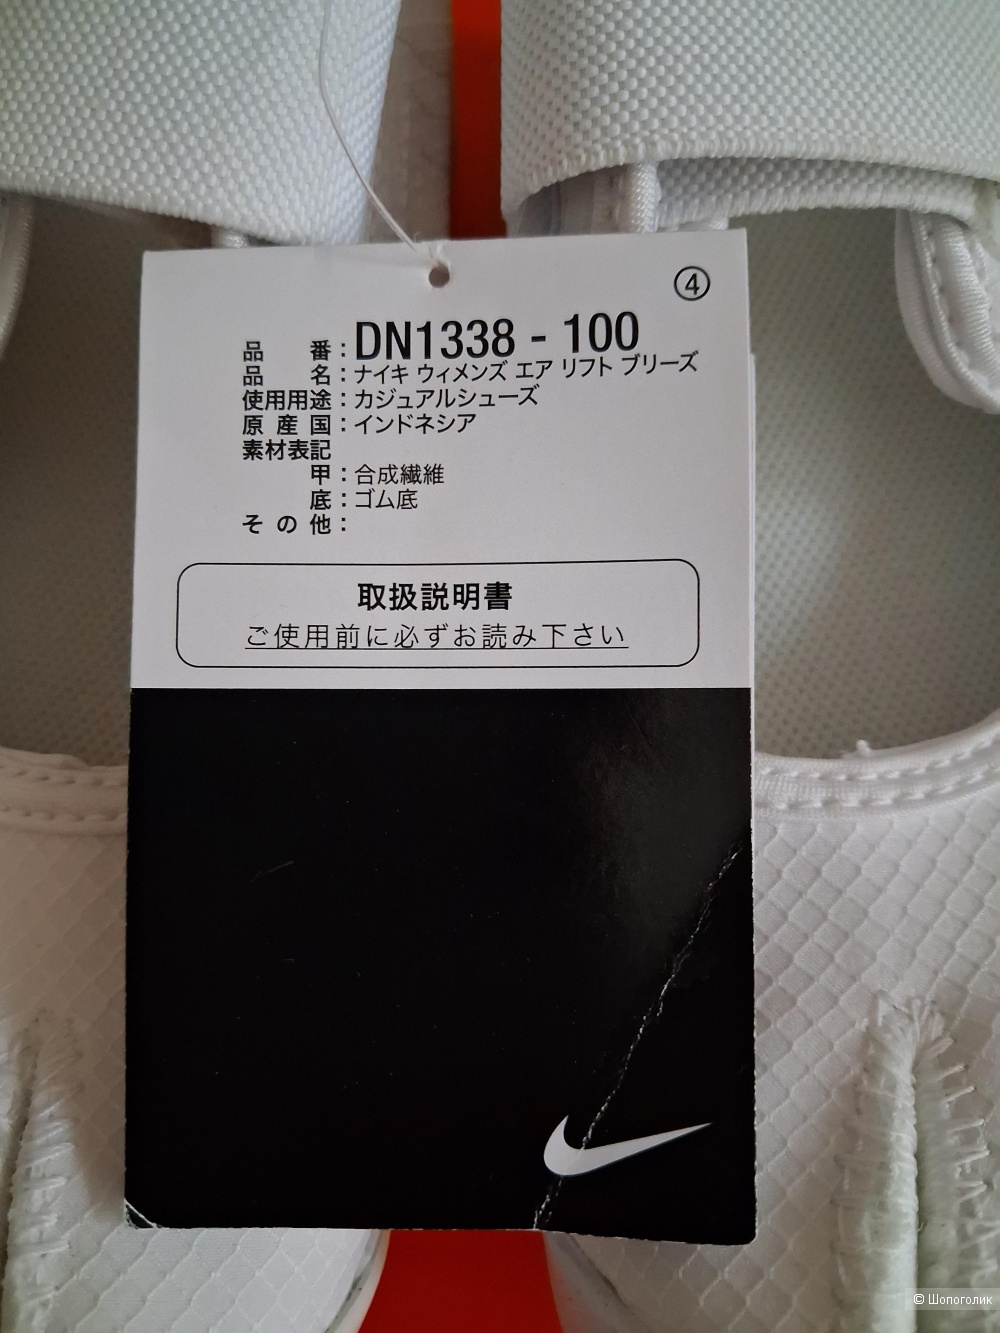 ④
品 番：DN1338 - 100
品 名：ナイキ ウィメンズ エア リフト ブリーズ
使用用途：カジュアルシューズ
原 産 国：インドネシア
素材表記
甲：合成繊維
底：ゴム底
そ の 他：
取扱説明書
ご使用前に必ずお読み下さい
© Шопоголик